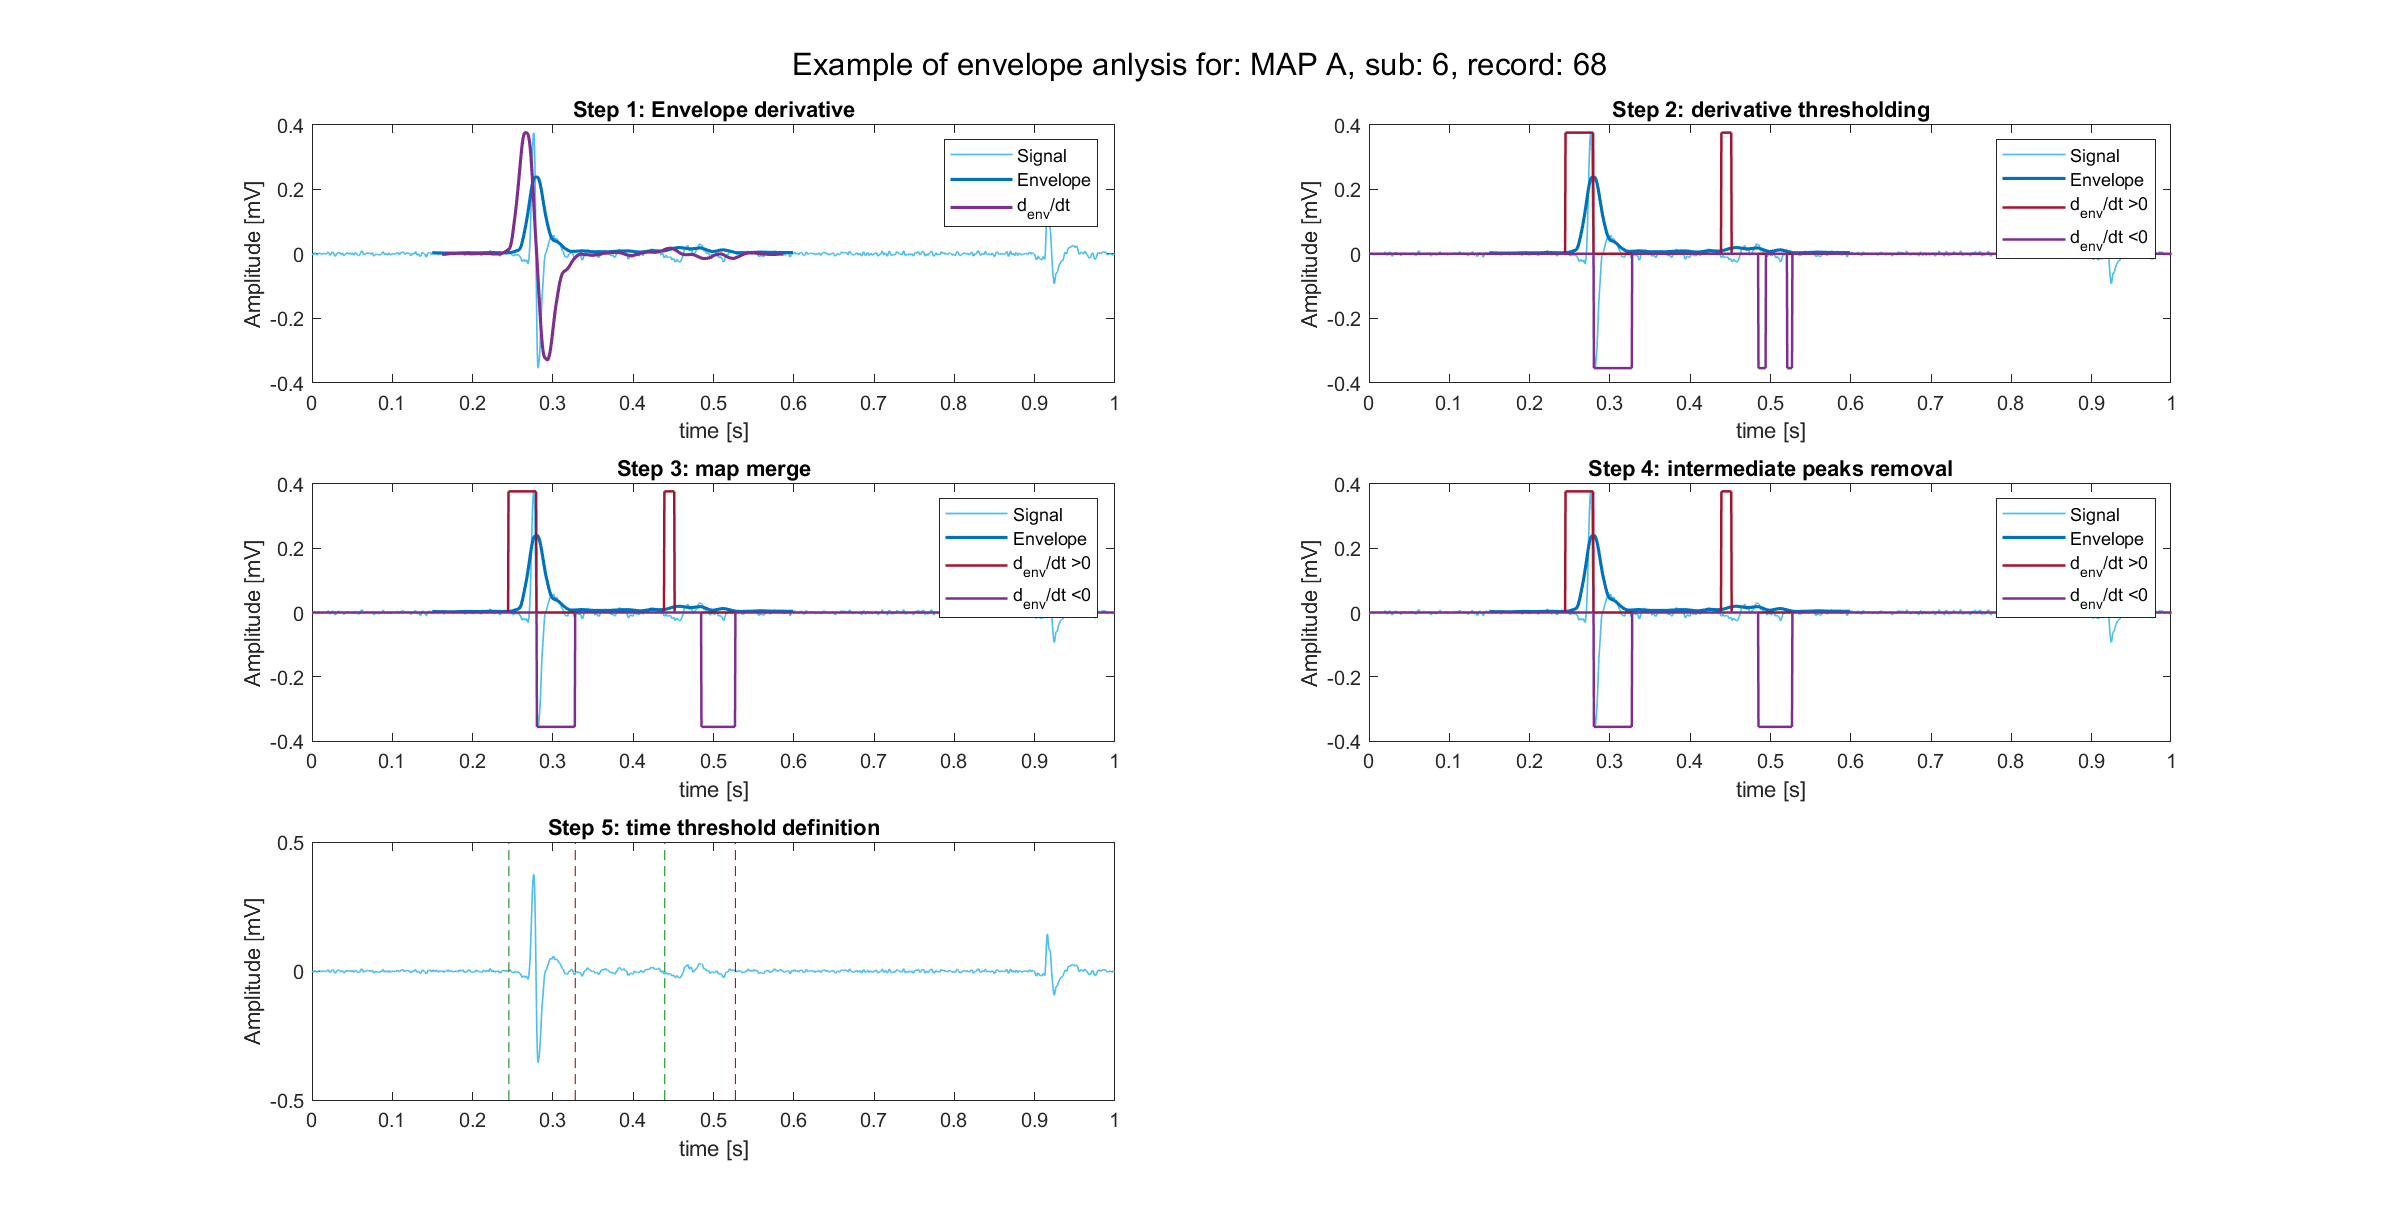 Example of envelope anlysis for: MAP A, sub: 6, record: 68
Step 1: Envelope derivative
Amplitude [mV]
0.4
0.2
0
-0.2
-0.4
Signal
Envelope
d_env/dt
0 0.1 0.2 0.3 0.4 0.5 0.6 0.7 0.8 0.9 1
time [s]
Step 2: derivative thresholding
Amplitude [mV]
0.4
0.2
0
-0.2
-0.4
Signal
Envelope
d_env/dt >0
d_env/dt <0
0 0.1 0.2 0.3 0.4 0.5 0.6 0.7 0.8 0.9 1
time [s]
Step 3: map merge
Amplitude [mV]
0.4
0.2
0
-0.2
-0.4
Signal
Envelope
d_env/dt >0
d_env/dt <0
0 0.1 0.2 0.3 0.4 0.5 0.6 0.7 0.8 0.9 1
time [s]
Step 4: intermediate peaks removal
Amplitude [mV]
0.4
0.2
0
-0.2
-0.4
Signal
Envelope
d_env/dt >0
d_env/dt <0
0 0.1 0.2 0.3 0.4 0.5 0.6 0.7 0.8 0.9 1
time [s]
Step 5: time threshold definition
Amplitude [mV]
0.5
0
-0.5
0 0.1 0.2 0.3 0.4 0.5 0.6 0.7 0.8 0.9 1
time [s]